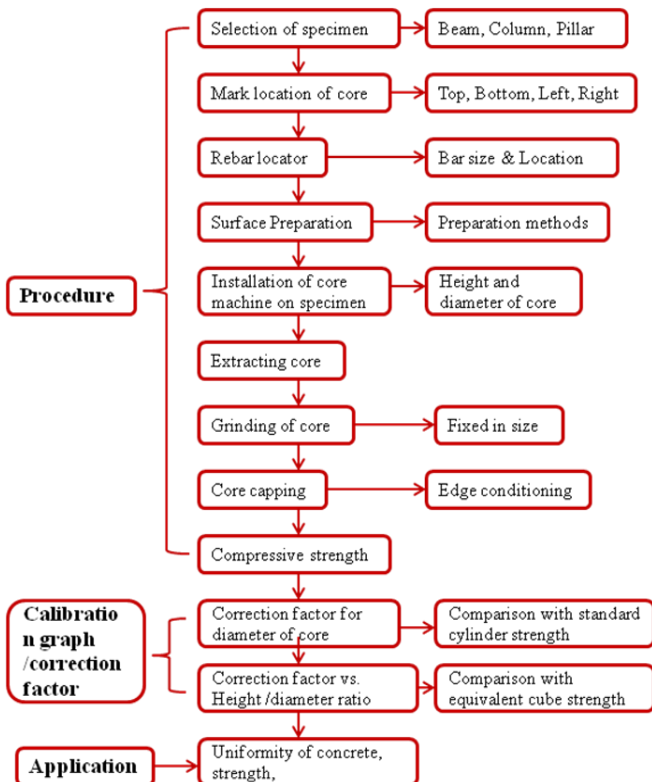 Selection of specimen
Beam, Column, Pillar
Mark location of core
Top, Bottom, Left, Right
Rebar locator
Bar size & Location
Surface Preparation
Preparation methods
Procedure
Installation of core
machine on specimen
Height and
diameter of core
Extracting core
Grinding of core
Fixed in size
Core capping
Edge conditioning
Compressive strength
Calibratio
n graph
/correction
factor
Correction factor for
diameter of core
Comparison with standard
cylinder strength
Correction factor vs.
Height /diameter ratio
Comparison with
equivalent cube strength
Application
Uniformity of concrete,
strength,